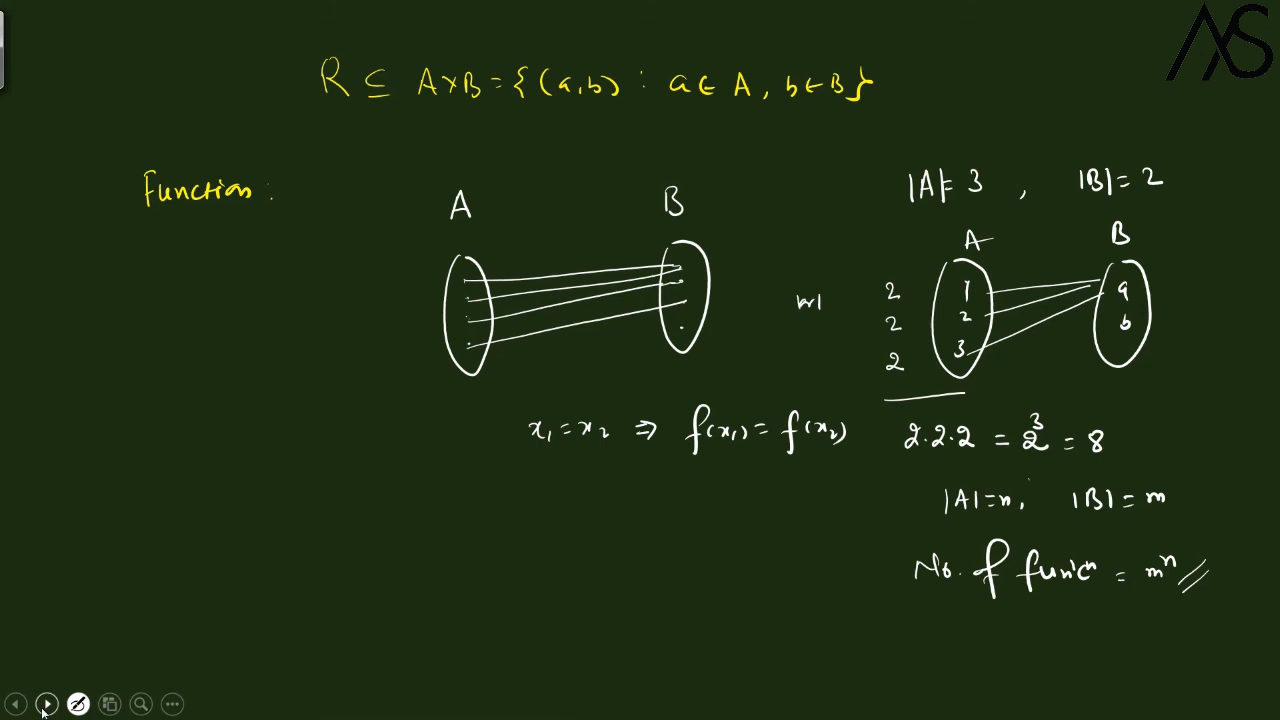 R ⊆ A×B = {(a,b) : a ∈ A, b ∈ B}
Function :
A B
|A|= 3 , |B|= 2
A B
2 1 a
2 2 b
2 3
x₁ = x₂ ⇒ f(x₁) = f(x₂)
2.2.2 = 2³ = 8
|A| = n, |B| = m
No. of funcⁿ = mⁿ